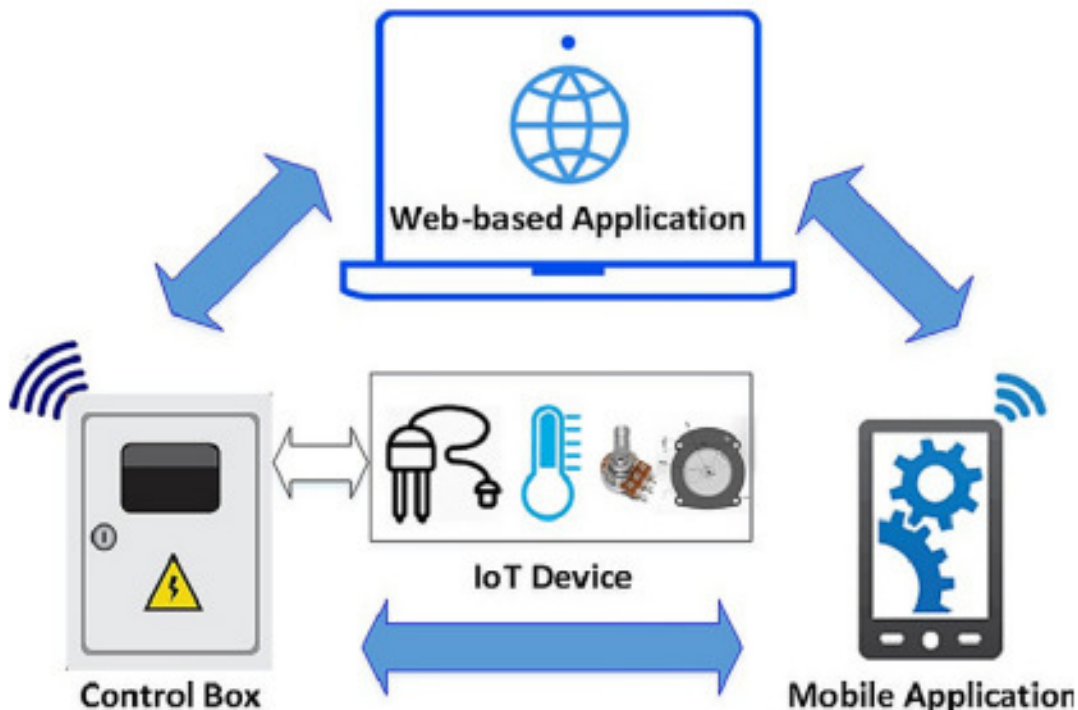 Web-based Application
IoT Device
Control Box
Mobile Application